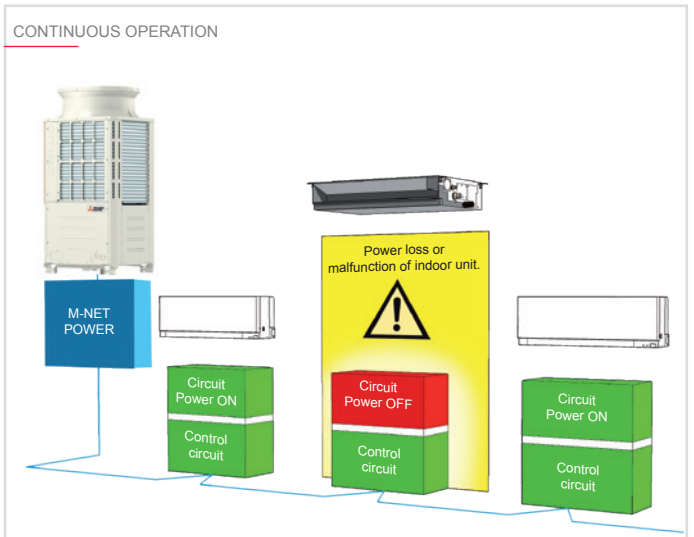 CONTINUOUS OPERATION
Power loss or
malfunction of indoor unit.
M-NET
POWER
Circuit
Power ON
Control
circuit
Circuit
Power OFF
Control
circuit
Circuit
Power ON
Control
circuit